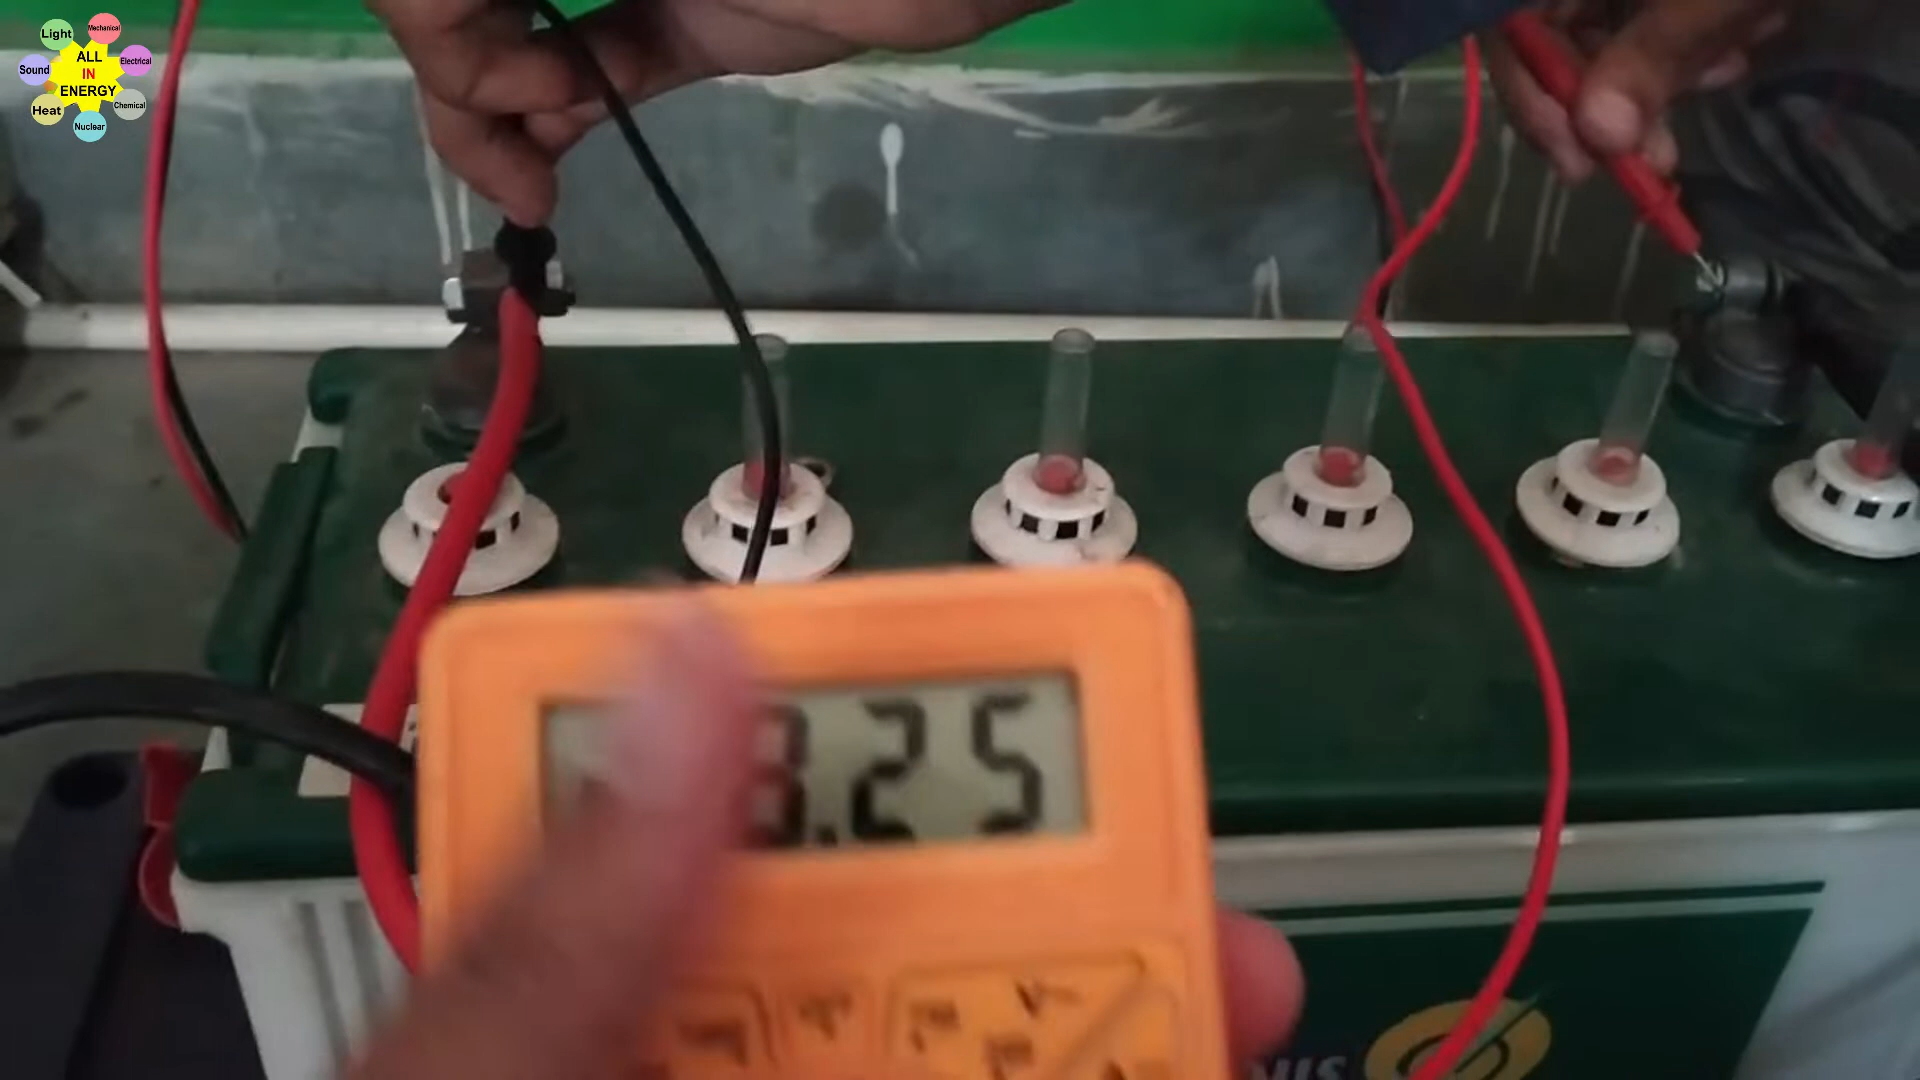 Light
Mechanical
Sound
ALL
IN
ENERGY
Electrical
Heat
Chemical
Nuclear
3.25